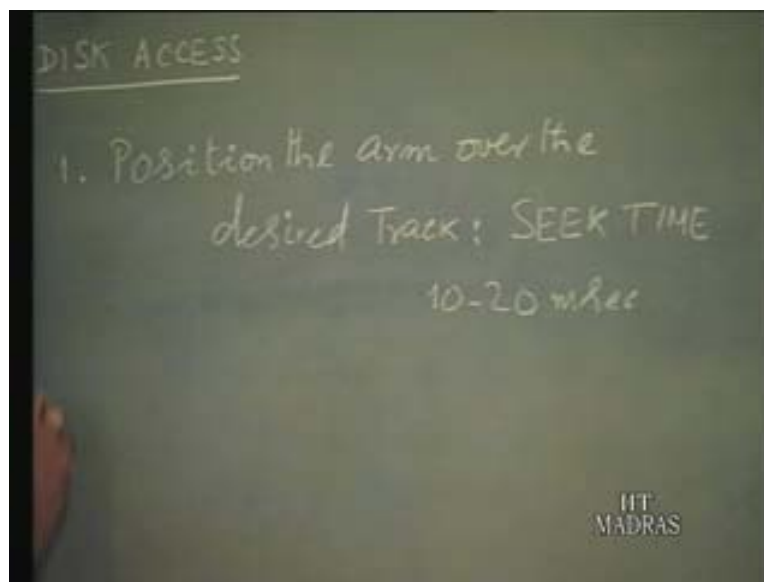 DISK ACCESS
1. Position the arm over the
desired Track: SEEK TIME
10-20 msec
IIT
MADRAS